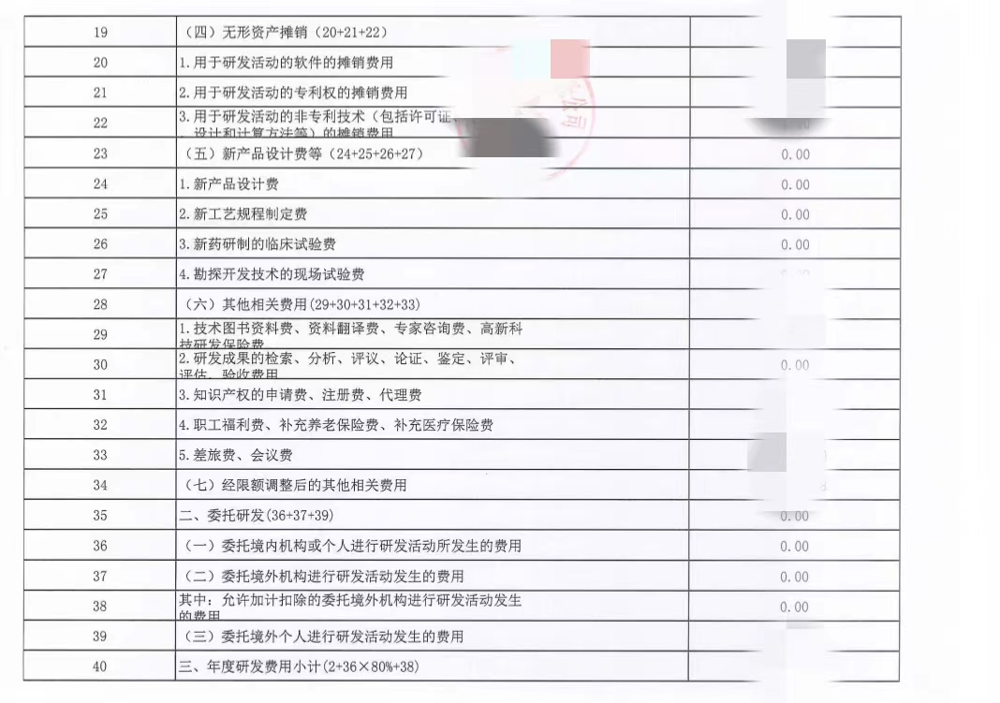 19 （四）无形资产摊销（20+21+22）
20 1.用于研发活动的软件的摊销费用
21 2.用于研发活动的专利权的摊销费用
22 3.用于研发活动的非专利技术（包括许可证、
设计和计算方法等）的摊销费用
23 （五）新产品设计费等（24+25+26+27） 0.00
24 1.新产品设计费 0.00
25 2.新工艺规程制定费 0.00
26 3.新药研制的临床试验费 0.00
27 4.勘探开发技术的现场试验费
28 （六）其他相关费用(29+30+31+32+33)
29 1.技术图书资料费、资料翻译费、专家咨询费、高新科
技研发保险费
30 2.研发成果的检索、分析、评议、论证、鉴定、评审、 0.00
评估、验收费用
31 3.知识产权的申请费、注册费、代理费
32 4.职工福利费、补充养老保险费、补充医疗保险费
33 5.差旅费、会议费
34 （七）经限额调整后的其他相关费用
35 二、委托研发(36+37+39) 0.00
36 （一）委托境内机构或个人进行研发活动所发生的费用 0.00
37 （二）委托境外机构进行研发活动发生的费用 0.00
38 其中：允许加计扣除的委托境外机构进行研发活动发生 0.00
的费用
39 （三）委托境外个人进行研发活动发生的费用
40 三、年度研发费用小计(2+36×80%+38)
公司